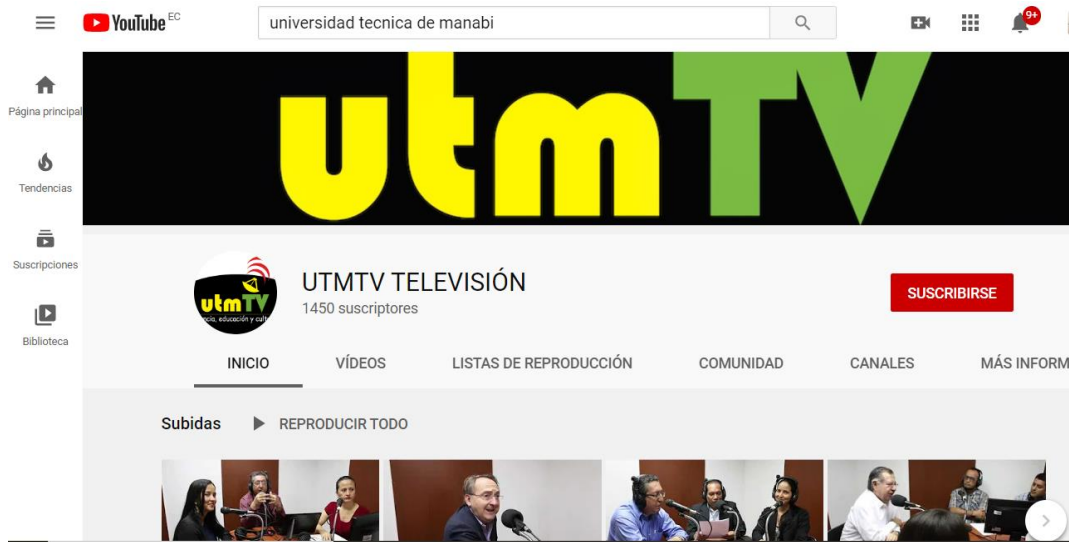 YouTube EC
universidad tecnica de manabi
9+
Página principal
Tendencias
Suscripciones
Biblioteca
utmTV
utmTV
UTMTV TELEVISIÓN
1450 suscriptores
SUSCRIBIRSE
INICIO VÍDEOS LISTAS DE REPRODUCCIÓN COMUNIDAD CANALES MÁS INFORM
Subidas REPRODUCIR TODO